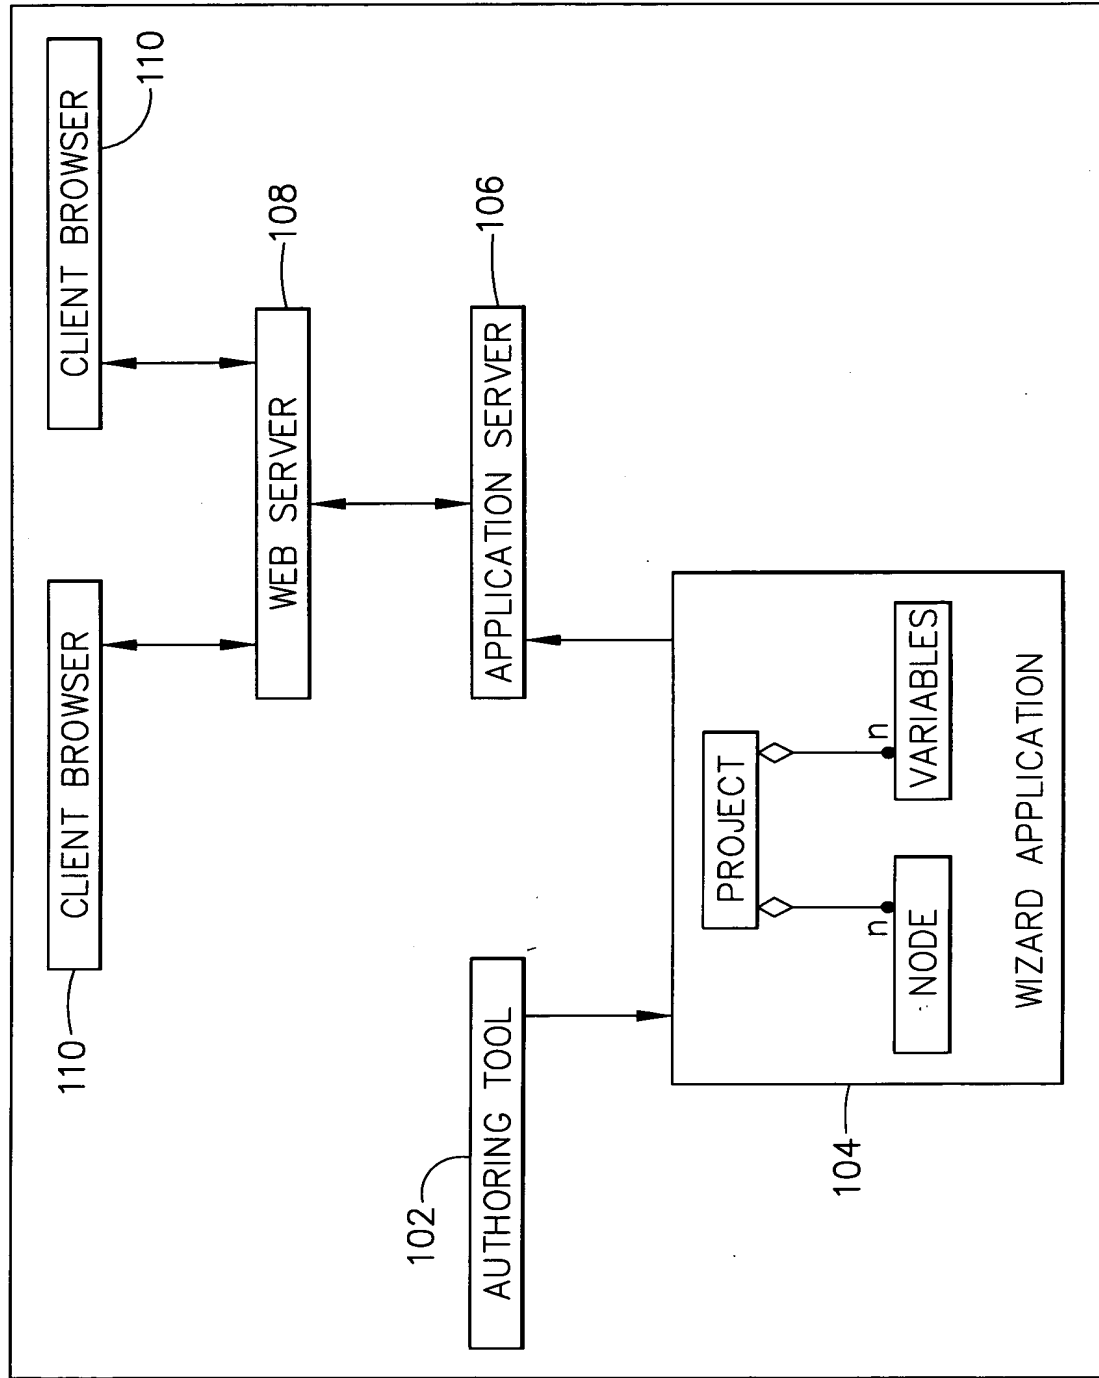 110
CLIENT BROWSER
CLIENT BROWSER
110
WEB SERVER
108
102
AUTHORING TOOL
APPLICATION SERVER
106
PROJECT
104
n
n
NODE
VARIABLES
WIZARD APPLICATION